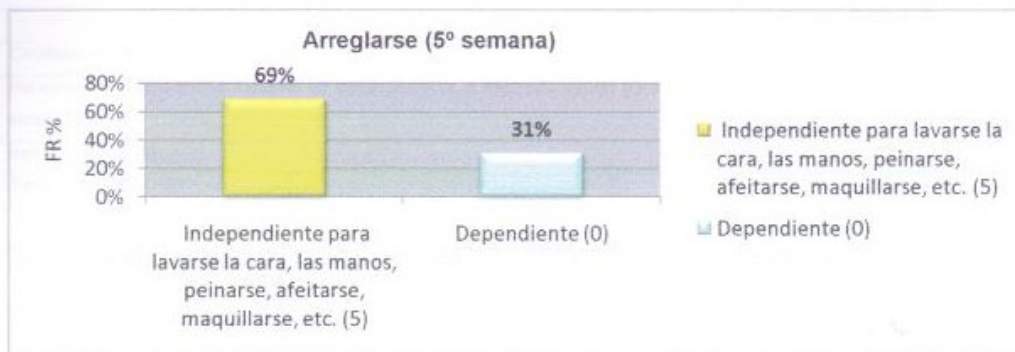 Arreglarse (5º semana)
FR %
80%
60%
40%
20%
0%
69%
31%
Independiente para
lavarse la cara, las manos,
peinarse, afeitarse,
maquillarse, etc. (5)
Dependiente (0)
Independiente para lavarse la
cara, las manos, peinarse,
afeitarse, maquillarse, etc. (5)
Dependiente (0)